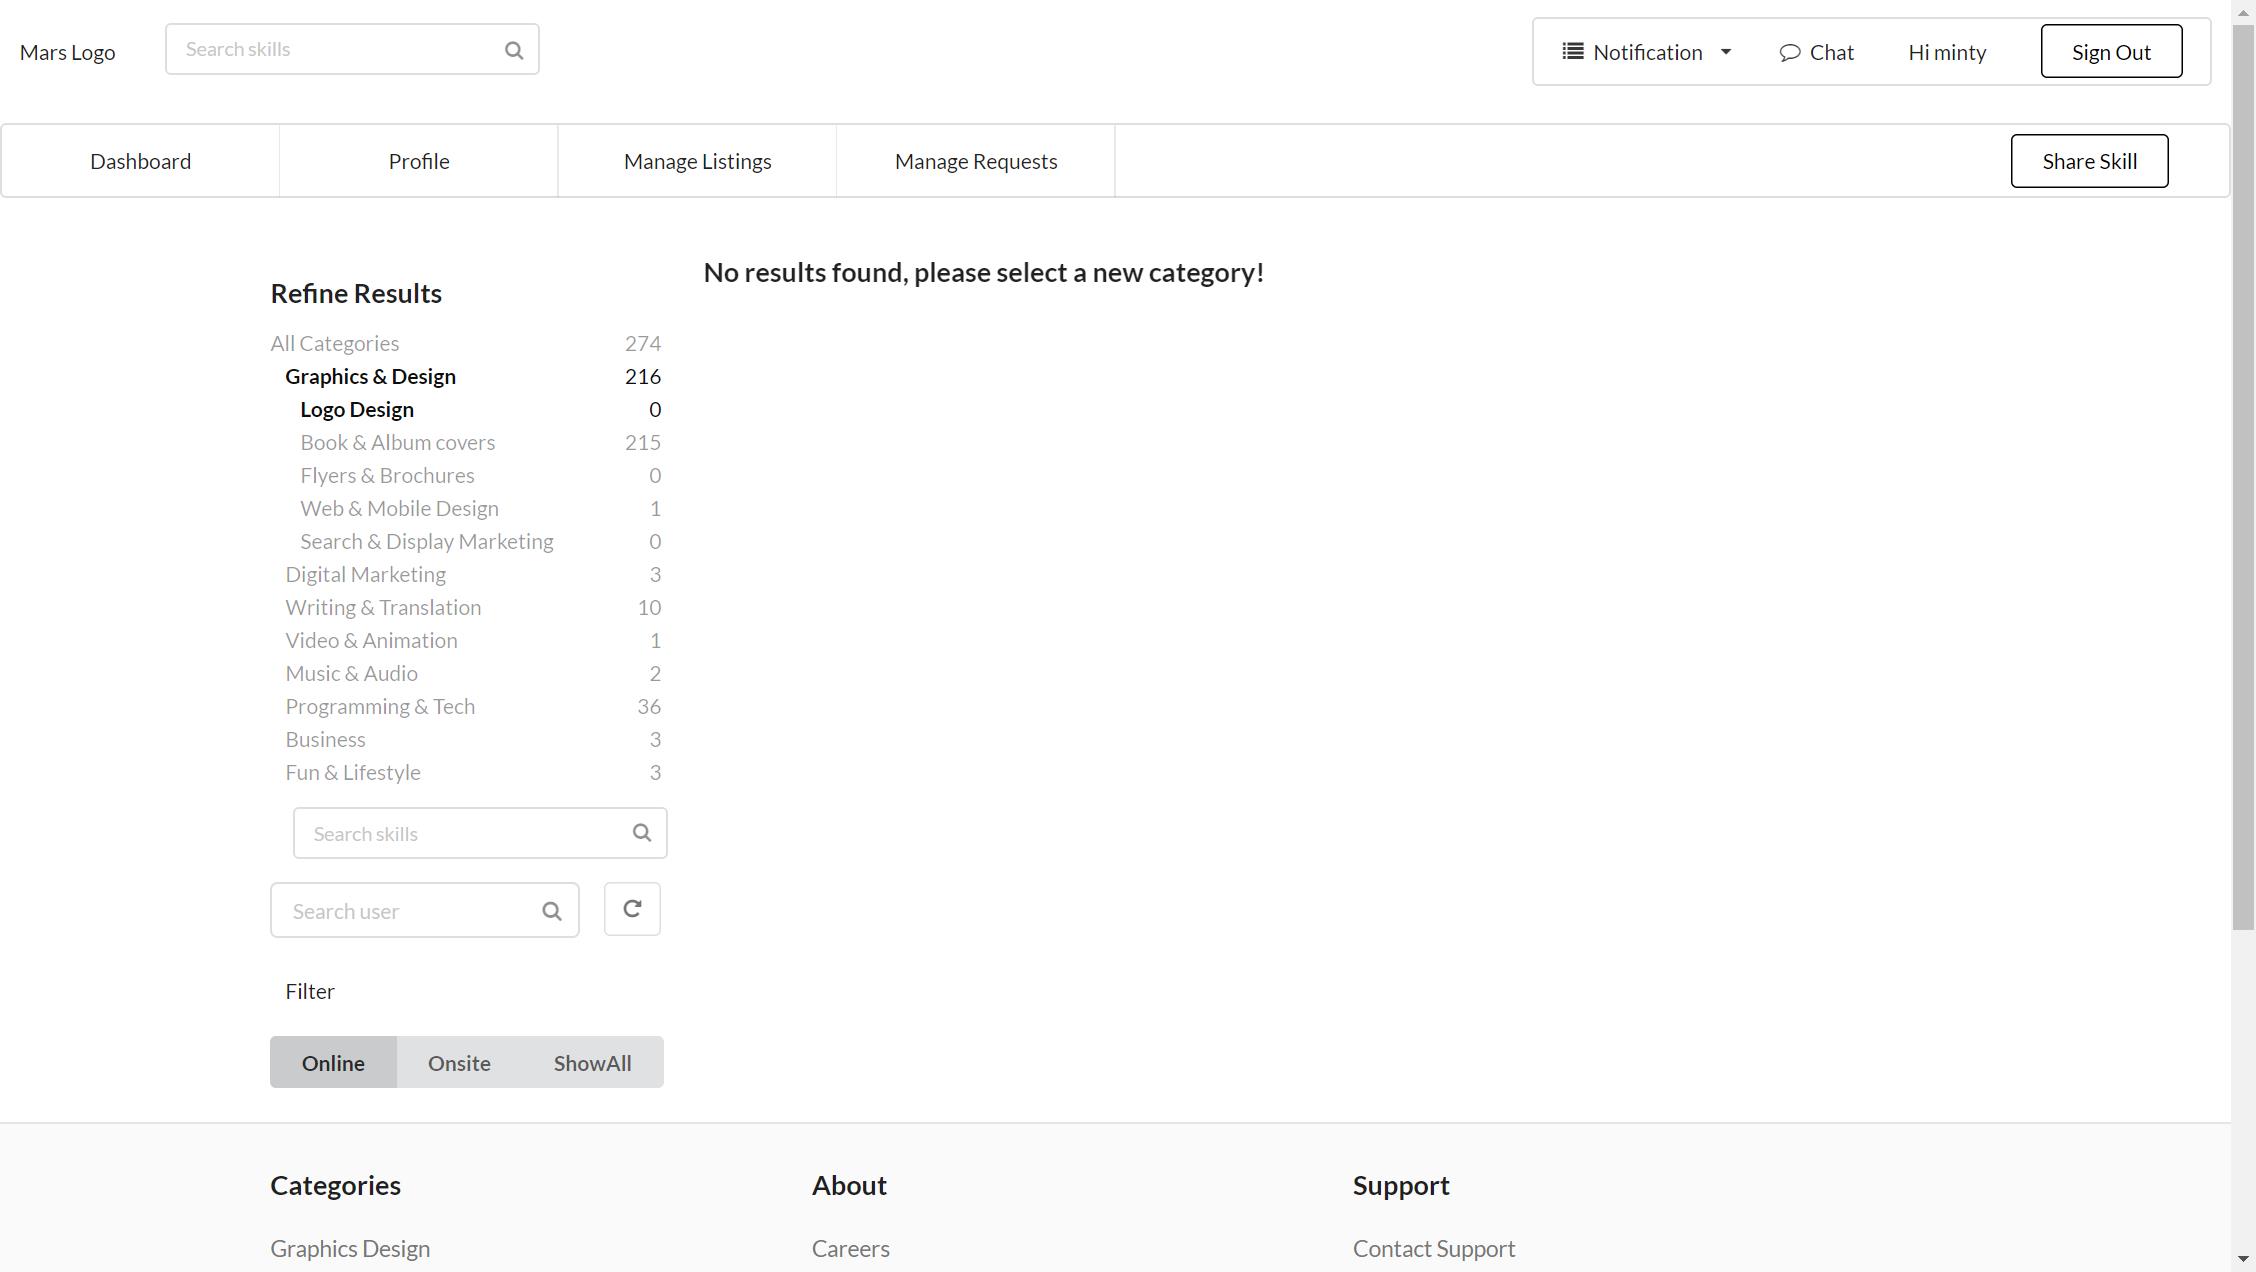 Mars Logo
Search skills
Notification
Chat
Hi minty
Sign Out
Dashboard
Profile
Manage Listings
Manage Requests
Share Skill
No results found, please select a new category!
Refine Results
All Categories 274
Graphics & Design 216
Logo Design 0
Book & Album covers 215
Flyers & Brochures 0
Web & Mobile Design 1
Search & Display Marketing 0
Digital Marketing 3
Writing & Translation 10
Video & Animation 1
Music & Audio 2
Programming & Tech 36
Business 3
Fun & Lifestyle 3
Search skills
Search user
Filter
Online Onsite ShowAll
Categories
Graphics Design
About
Careers
Support
Contact Support